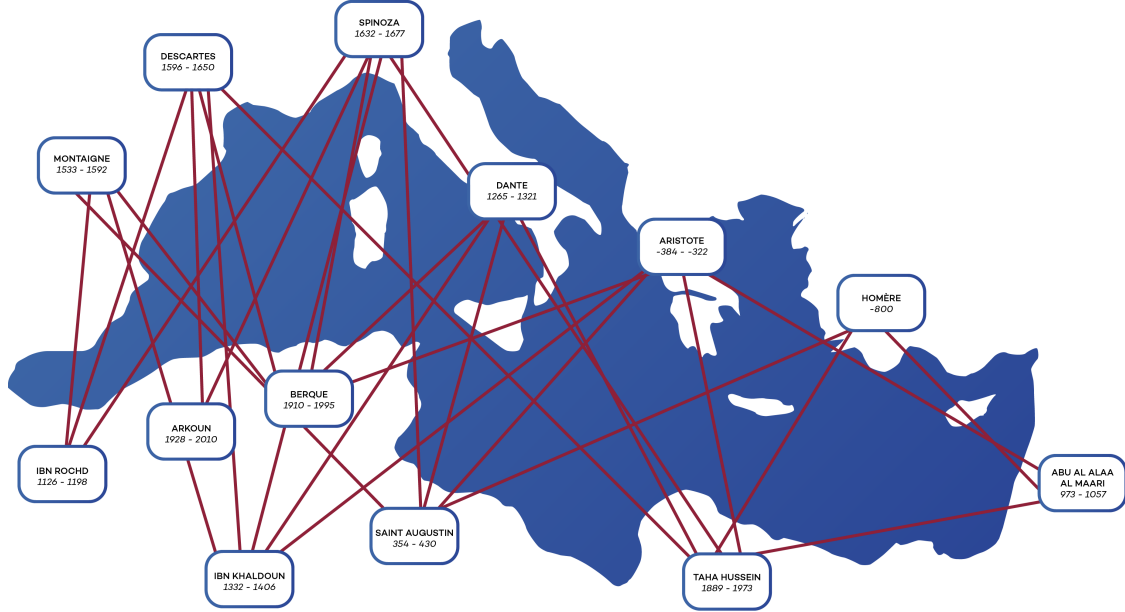 SPINOZA
1632 - 1677
DESCARTES
1596 - 1650
MONTAIGNE
1533 - 1592
DANTE
1265 - 1321
ARISTOTE
-384 - -322
HOMÈRE
-800
BERQUE
1910 - 1995
ARKOUN
1928 - 2010
IBN ROCHD
1126 - 1198
ABU AL ALAA
AL MAARI
973 - 1057
SAINT AUGUSTIN
354 - 430
IBN KHALDOUN
1332 - 1406
TAHA HUSSEIN
1889 - 1973